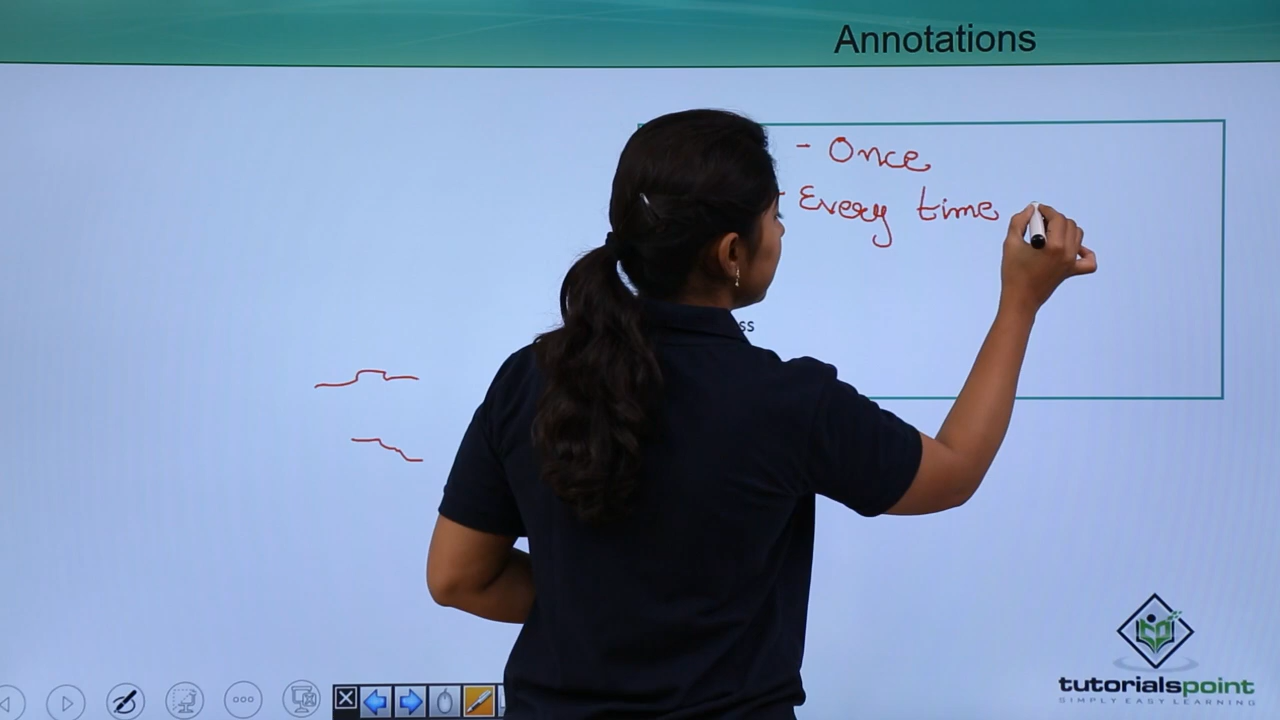 Annotations
- Once
- Every time
ss
tutorialspoint
SIMPLY EASY LEARNING